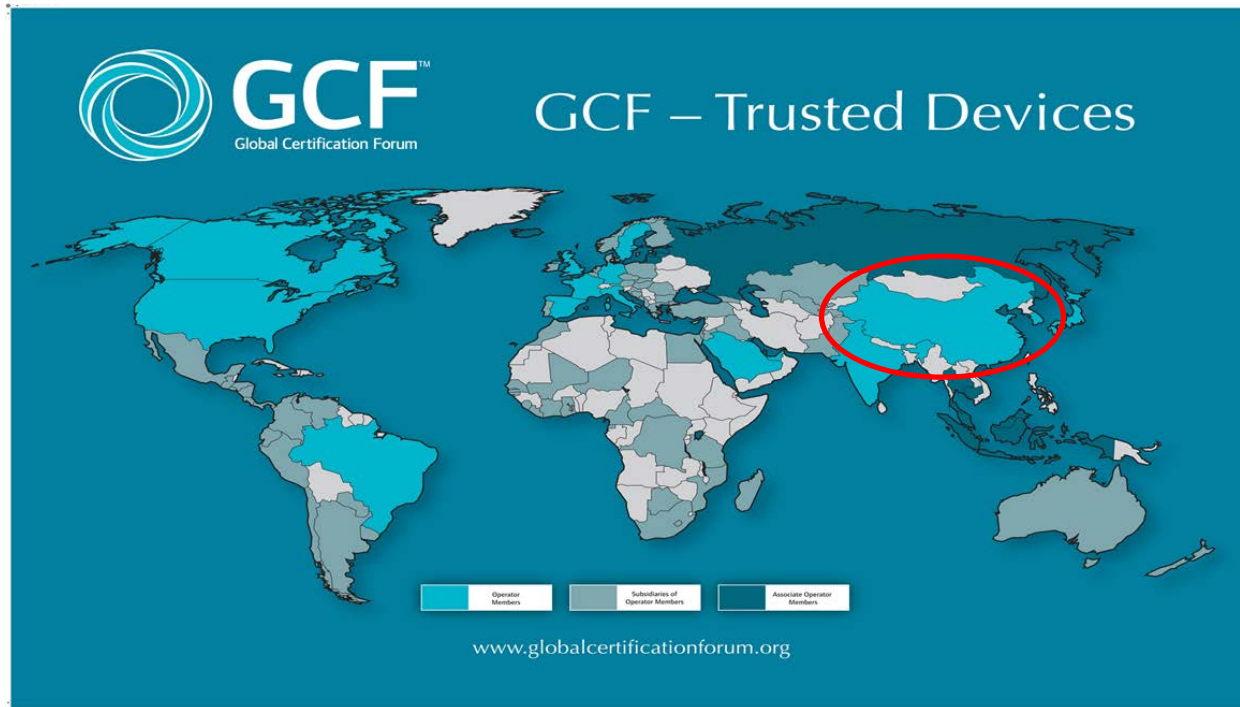 GCF™
Global Certification Forum
GCF – Trusted Devices
Operator
Members
Subsidiaries of
Operator Members
Associate Operator
Members
www.globalcertificationforum.org